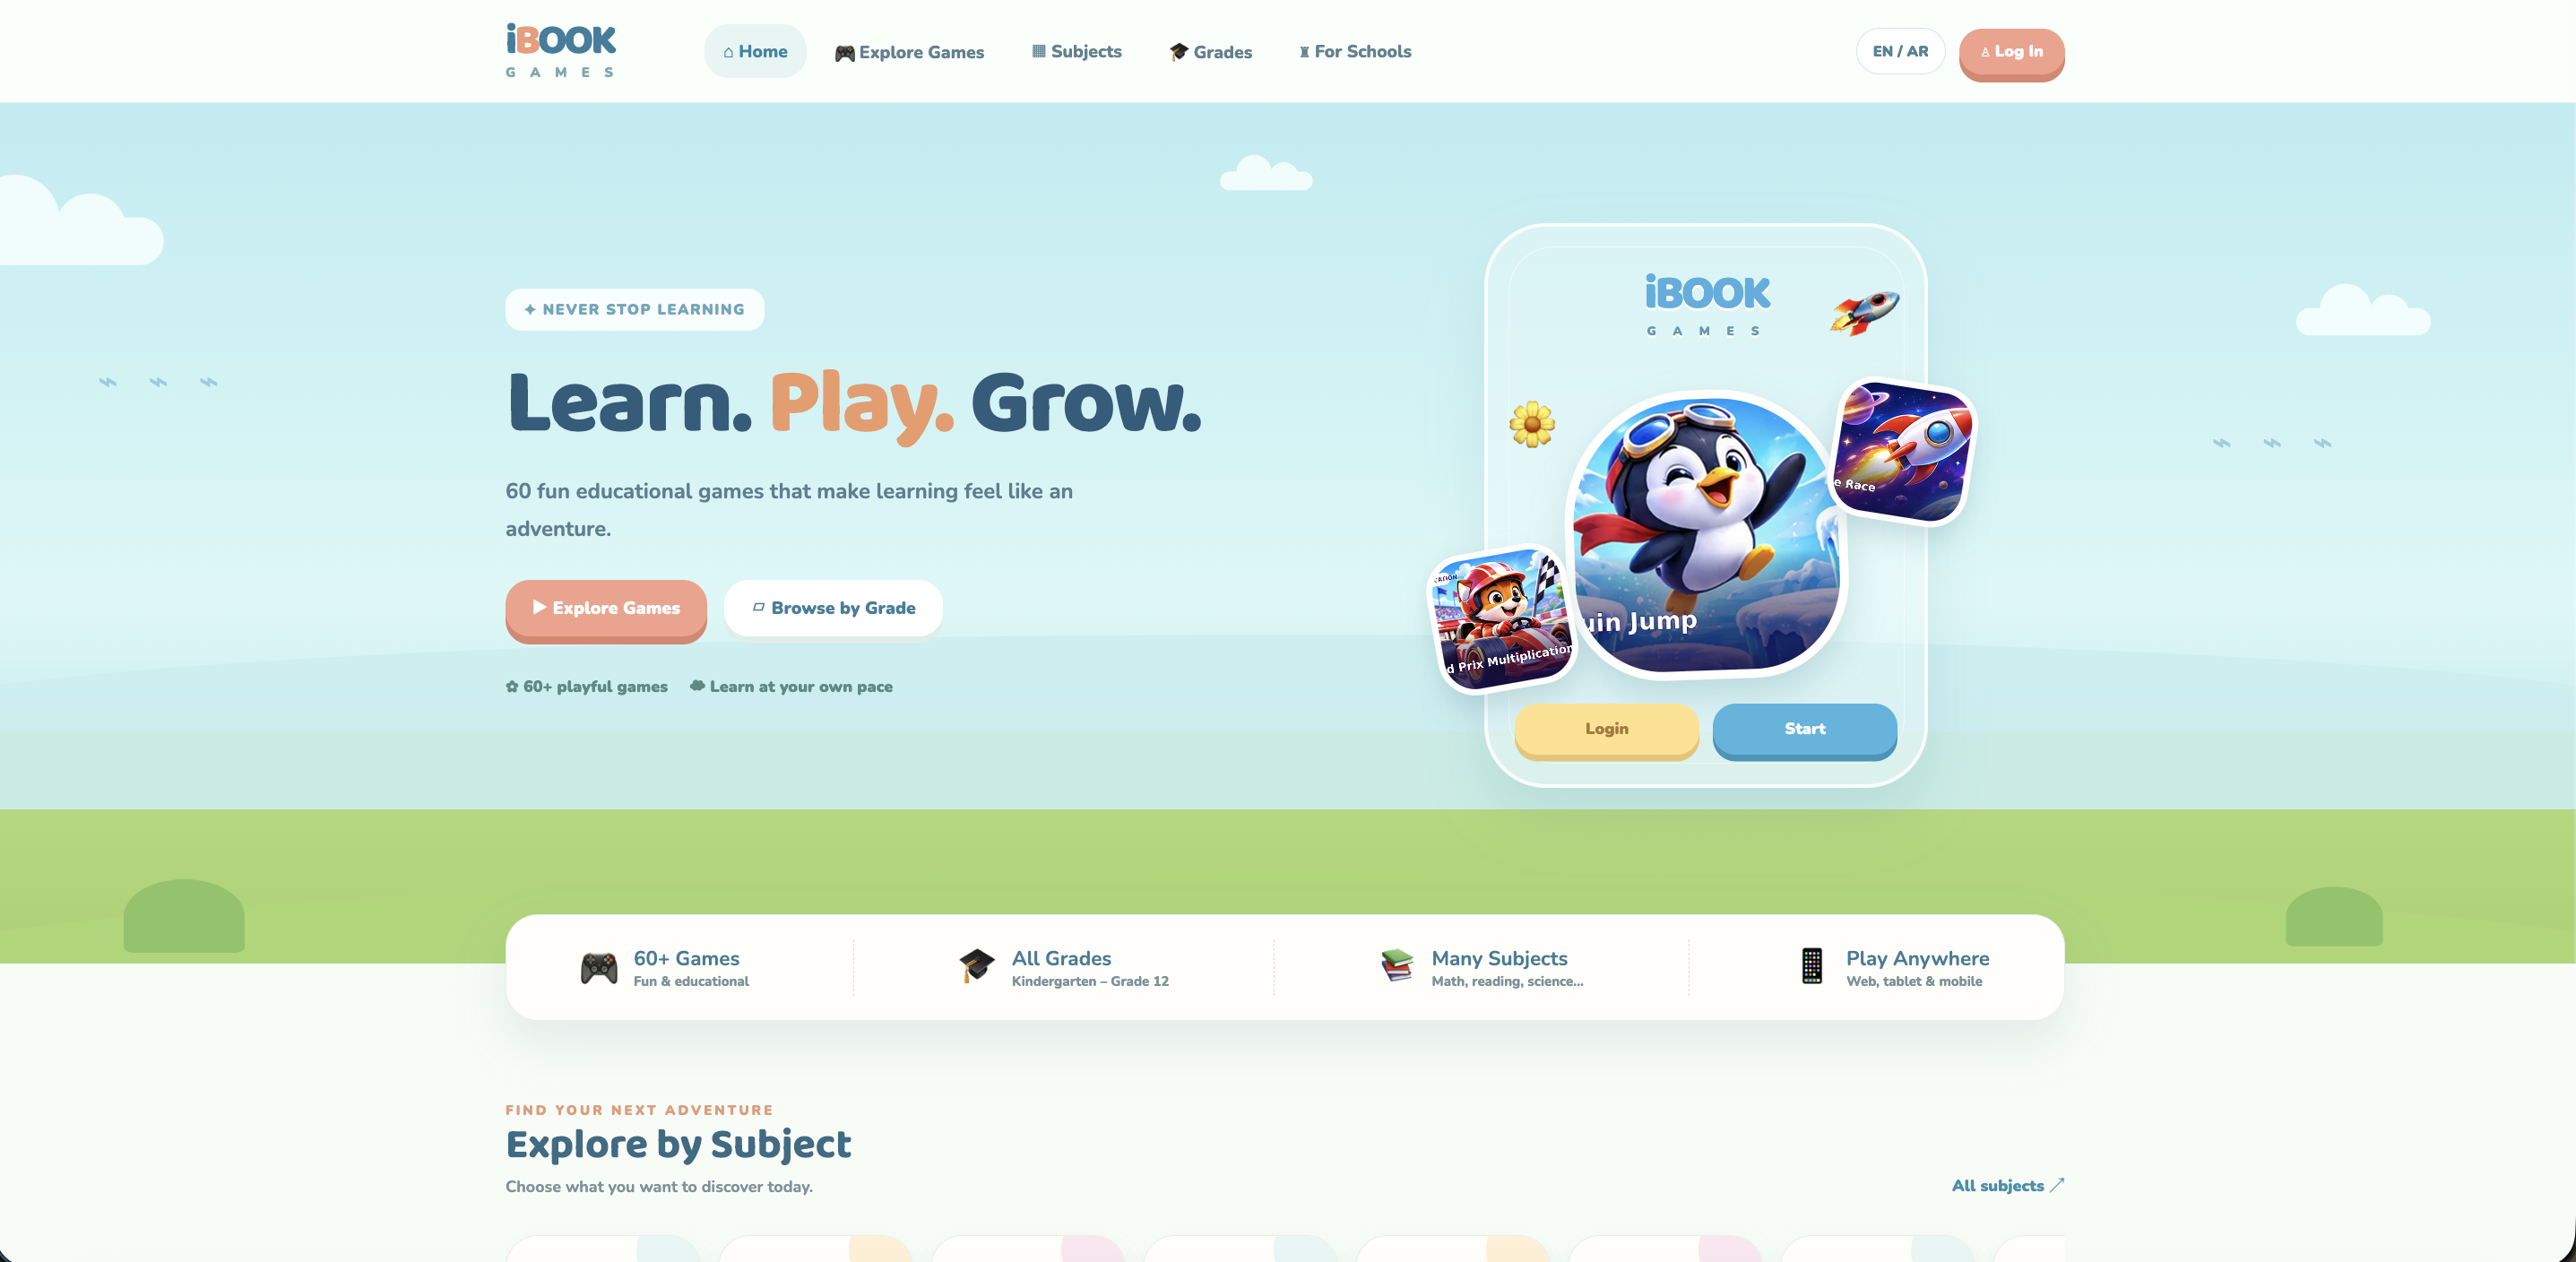 iBOOK
GAMES
Home
Explore Games
Subjects
Grades
For Schools
EN / AR
Log In
NEVER STOP LEARNING
Learn. Play. Grow.
60 fun educational games that make learning feel like an
adventure.
Explore Games
Browse by Grade
60+ playful games
Learn at your own pace
iBOOK
GAMES
e Race
uin Jump
d Prix Multiplication
Login
Start
60+ Games
Fun & educational
All Grades
Kindergarten – Grade 12
Many Subjects
Math, reading, science...
Play Anywhere
Web, tablet & mobile
FIND YOUR NEXT ADVENTURE
Explore by Subject
Choose what you want to discover today.
All subjects